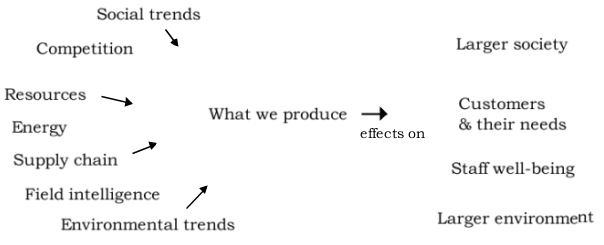 Social trends
Competition
Resources
Energy
Supply chain
Field intelligence
Environmental trends
What we produce
effects on
Larger society
Customers
& their needs
Staff well-being
Larger environment